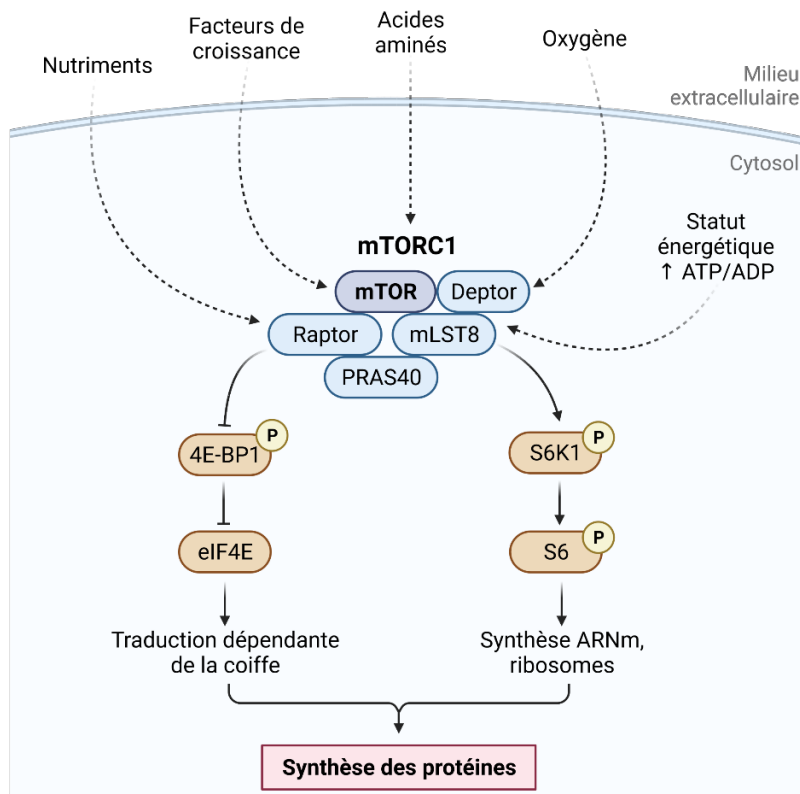 Nutriments
Facteurs de
croissance
Acides
aminés
Oxygène
Milieu
extracellulaire
Cytosol
Statut
énergétique
↑ ATP/ADP
mTORC1
mTOR
Deptor
Raptor
mLST8
PRAS40
4E-BP1
P
S6K1
P
eIF4E
S6
P
Traduction dépendante
de la coiffe
Synthèse ARNm,
ribosomes
Synthèse des protéines